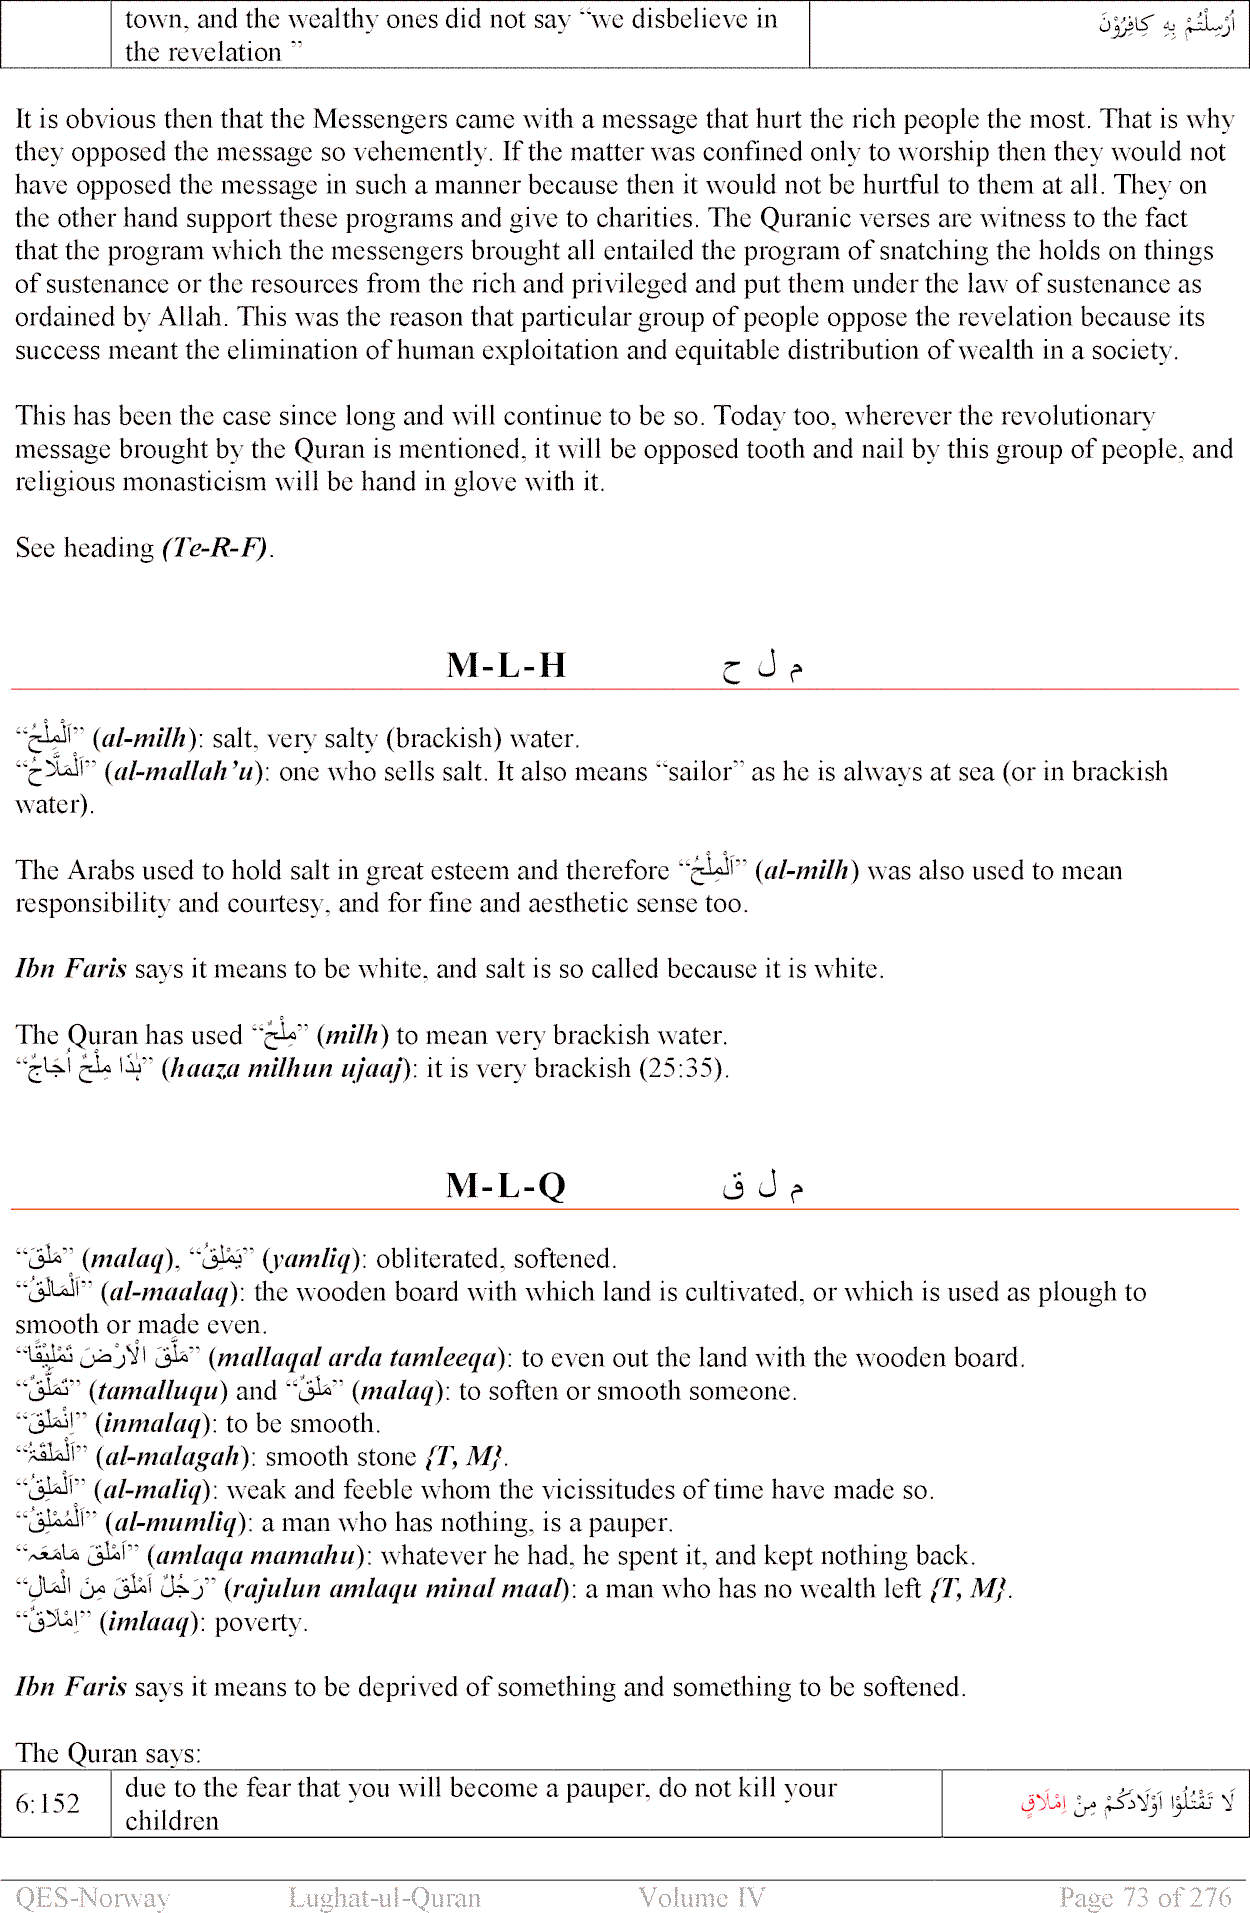 town, and the wealthy ones did not say “we disbelieve in اُرْسِلْتُمْ بِہِ کَافِرُوْنَ
the revelation ”
It is obvious then that the Messengers came with a message that hurt the rich people the most. That is why
they opposed the message so vehemently. If the matter was confined only to worship then they would not
have opposed the message in such a manner because then it would not be hurtful to them at all. They on
the other hand support these programs and give to charities. The Quranic verses are witness to the fact
that the program which the messengers brought all entailed the program of snatching the holds on things
of sustenance or the resources from the rich and privileged and put them under the law of sustenance as
ordained by Allah. This was the reason that particular group of people oppose the revelation because its
success meant the elimination of human exploitation and equitable distribution of wealth in a society.
This has been the case since long and will continue to be so. Today too, wherever the revolutionary
message brought by the Quran is mentioned, it will be opposed tooth and nail by this group of people, and
religious monasticism will be hand in glove with it.
See heading (Te-R-F).
M-L-H م ل ح
“اَلْمِلْحُ” (al-milh): salt, very salty (brackish) water.
“اَلْمَلَّاحُ” (al-mallah’u): one who sells salt. It also means “sailor” as he is always at sea (or in brackish
water).
The Arabs used to hold salt in great esteem and therefore “اَلْمِلْحُ” (al-milh) was also used to mean
responsibility and courtesy, and for fine and aesthetic sense too.
Ibn Faris says it means to be white, and salt is so called because it is white.
The Quran has used “مِلْحٌ” (milh) to mean very brackish water.
“ہٰذَا مِلْحٌ اُجَاجٌ” (haaza milhun ujaaj): it is very brackish (25:35).
M-L-Q م ل ق
“مَلَقَ” (malaq), “یَمْلِقُ” (yamliq): obliterated, softened.
“اَلْمَالَقُ” (al-maalaq): the wooden board with which land is cultivated, or which is used as plough to
smooth or made even.
“مَلَّقَ الْاَرْضَ تَمْلِیْقًا” (mallaqal arda tamleeqa): to even out the land with the wooden board.
“تَمَلُّقٌ” (tamalluqu) and “مَلَقٌ” (malaq): to soften or smooth someone.
“اِنْمَلَقَ” (inmalaq): to be smooth.
“اَلْمَلَقَۃُ” (al-malagah): smooth stone {T, M}.
“اَلْمَلِقُ” (al-maliq): weak and feeble whom the vicissitudes of time have made so.
“اَلْمُمْلِقُ” (al-mumliq): a man who has nothing, is a pauper.
“اَمْلَقَ مَامَعَہ” (amlaqa mamahu): whatever he had, he spent it, and kept nothing back.
“رَجُلٌ اَمْلَقَ مِنَ الْمَالِ” (rajulun amlaqu minal maal): a man who has no wealth left {T, M}.
“اِمْلَاقٌ” (imlaaq): poverty.
Ibn Faris says it means to be deprived of something and something to be softened.
The Quran says:
6:152 due to the fear that you will become a pauper, do not kill your لَا تَقْتُلُوْا اَوْلَادَکُمْ مِنْ اِمْلَاقٍ
children
QES-Norway Lughat-ul-Quran Volume IV Page 73 of 276